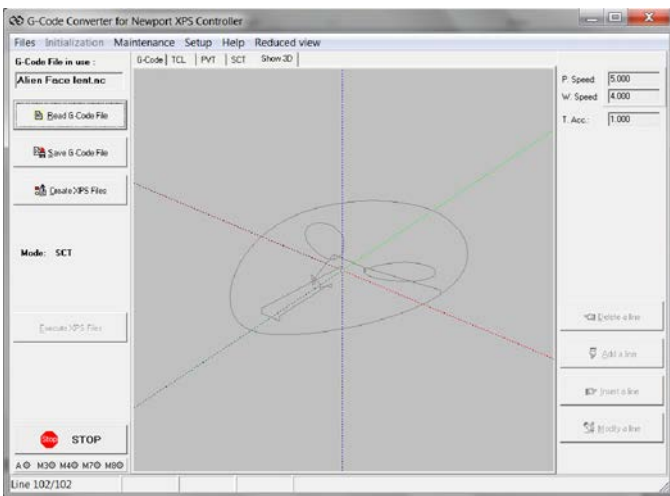 G-Code Converter for Newport XPS Controller
Files Initialization Maintenance Setup Help Reduced view
G-Code File in use :
Alien Face lent.nc
Read G-Code File
Save G-Code File
Create XPS Files
Mode: SCT
Execute XPS Files
Stop STOP
A M3 M4 M7 M8
Line 102/102
G-Code TCL PVT SCT Show 3D
P. Speed 5.000
W. Speed 4.000
T. Acc.: 1.000
Delete a line
Add a line
Insert a line
Modify a line